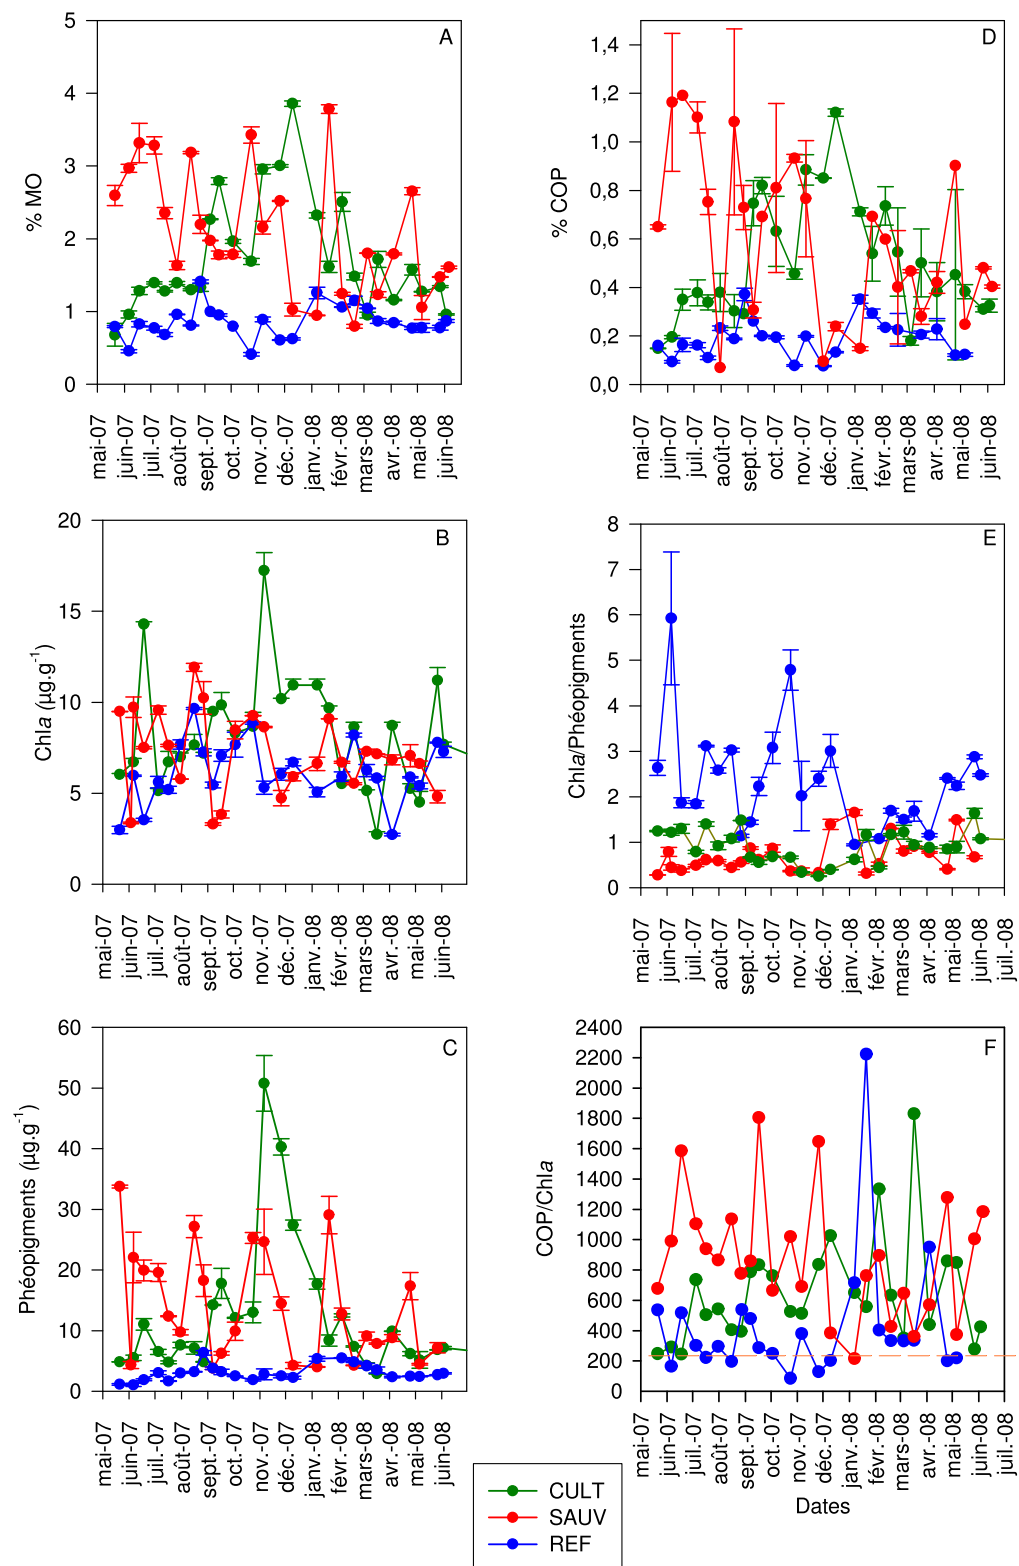 A
% MO
5
4
3
2
1
0
mai-07
juin-07
juil.-07
août-07
sept.-07
oct.-07
nov.-07
déc.-07
janv.-08
févr.-08
mars-08
avr.-08
mai-08
juin-08
D
% COP
1,4
1,2
1,0
0,8
0,6
0,4
0,2
0,0
mai-07
juin-07
juil.-07
août-07
sept.-07
oct.-07
nov.-07
déc.-07
janv.-08
févr.-08
mars-08
avr.-08
mai-08
juin-08
B
Chla (µg.g-1)
20
15
10
5
0
mai-07
juin-07
juil.-07
août-07
sept.-07
oct.-07
nov.-07
déc.-07
janv.-08
févr.-08
mars-08
avr.-08
mai-08
juin-08
E
Chla/Phéopigments
8
7
6
5
4
3
2
1
0
mai-07
juin-07
juil.-07
août-07
sept.-07
oct.-07
nov.-07
déc.-07
janv.-08
févr.-08
mars-08
avr.-08
mai-08
juin-08
juil.-08
C
Phéopigments (µg.g-1)
60
50
40
30
20
10
0
mai-07
juin-07
juil.-07
août-07
sept.-07
oct.-07
nov.-07
déc.-07
janv.-08
févr.-08
mars-08
avr.-08
mai-08
juin-08
F
COP/Chla
2400
2200
2000
1800
1600
1400
1200
1000
800
600
400
200
0
mai-07
juin-07
juil.-07
août-07
sept.-07
oct.-07
nov.-07
déc.-07
janv.-08
févr.-08
mars-08
avr.-08
mai-08
juin-08
juil.-08
Dates
CULT
SAUV
REF